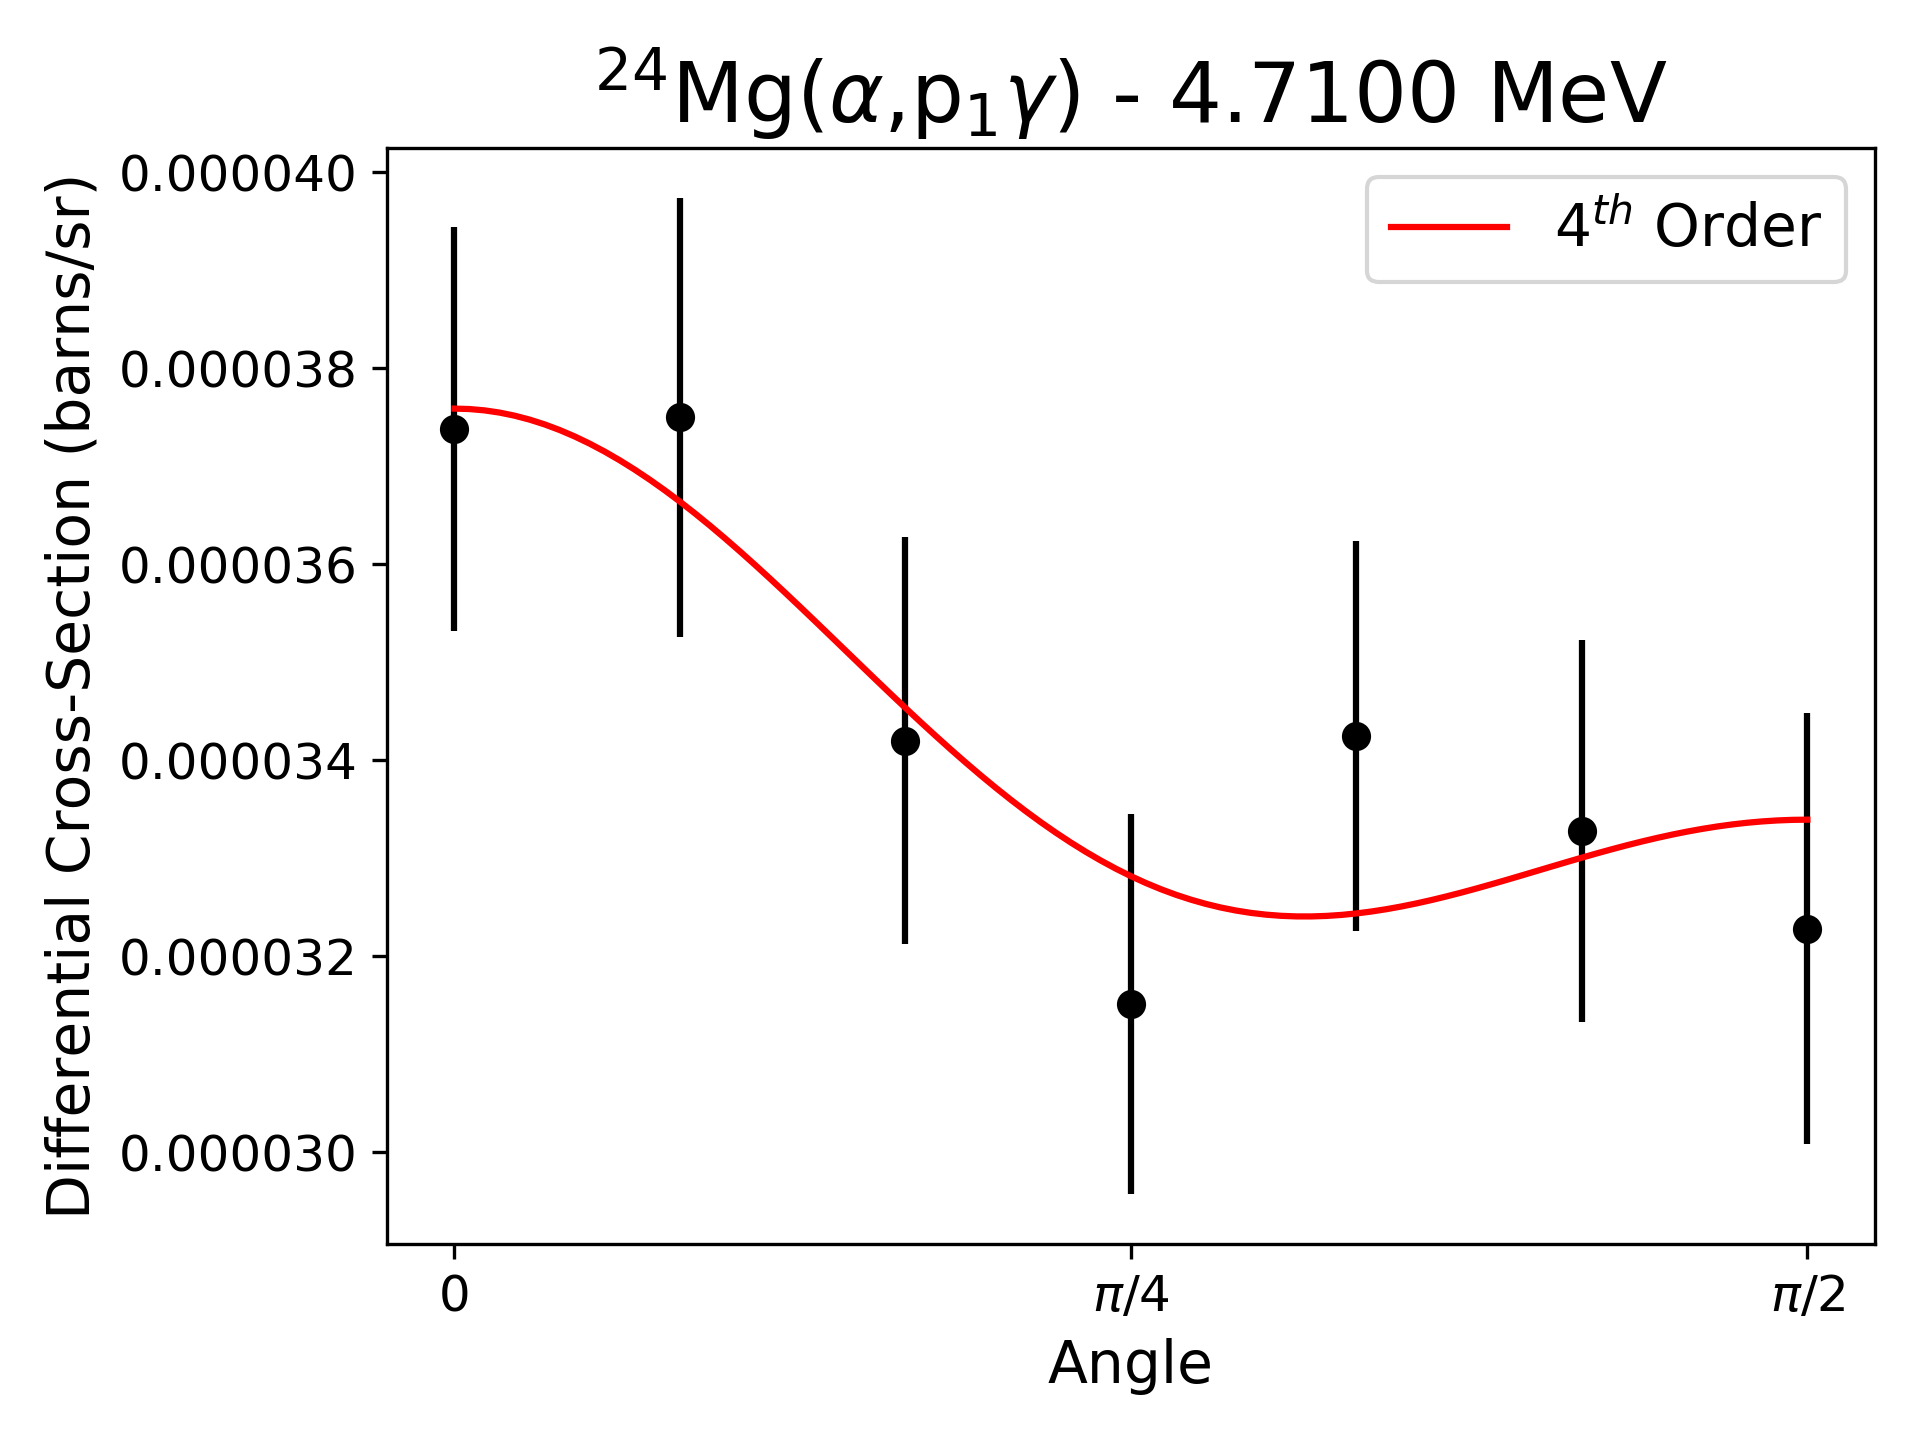 ²⁴Mg(α,p₁γ) - 4.7100 MeV
4ᵗʰ Order
Differential Cross-Section (barns/sr)
0.000040
0.000038
0.000036
0.000034
0.000032
0.000030
0
π/4
π/2
Angle